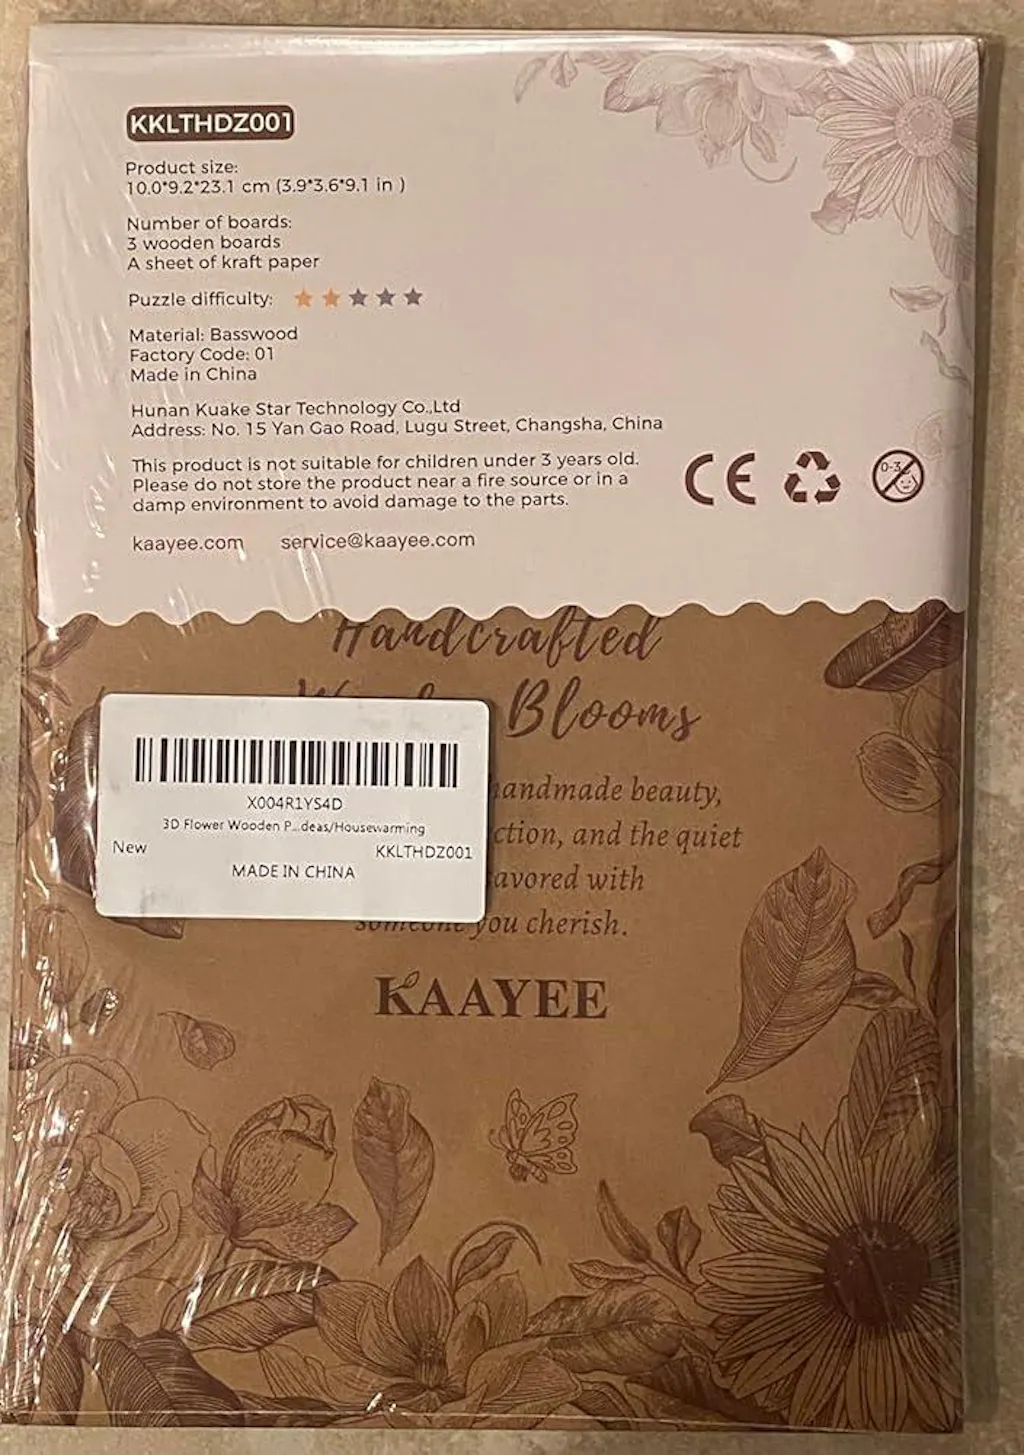 KKLTHDZ001
Product size:
10.0*9.2*23.1 cm (3.9*3.6*9.1 in )
Number of boards:
3 wooden boards
A sheet of kraft paper
Puzzle difficulty:
Material: Basswood
Factory Code: 01
Made in China
Hunan Kuake Star Technology Co.,Ltd
Address: No. 15 Yan Gao Road, Lugu Street, Changsha, China
This product is not suitable for children under 3 years old.
Please do not store the product near a fire source or in a
damp environment to avoid damage to the parts.
CE
0-3
kaayee.com service@kaayee.com
Handcrafted
Blooms
handmade beauty,
ction, and the quiet
avored with
someone you cherish.
X004R1YS4D
3D Flower Wooden P...deas/Housewarming
New KKLTHDZ001
MADE IN CHINA
KAAYEE